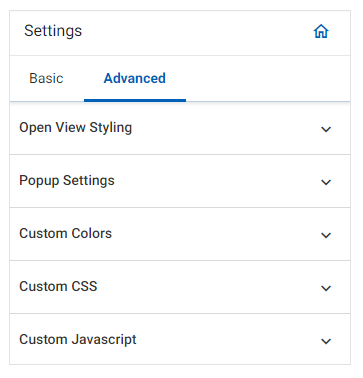 Settings
Basic Advanced
Open View Styling
Popup Settings
Custom Colors
Custom CSS
Custom Javascript